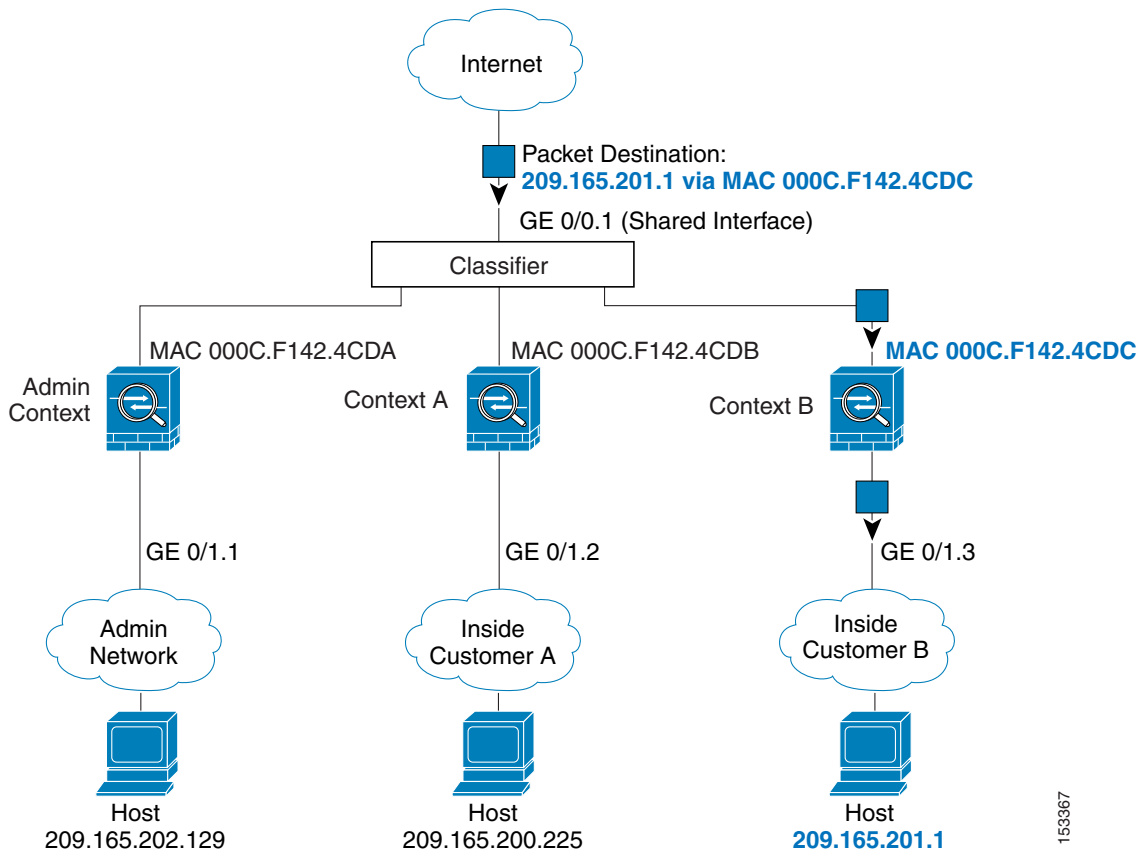 Internet
Packet Destination:
209.165.201.1 via MAC 000C.F142.4CDC
GE 0/0.1 (Shared Interface)
Classifier
MAC 000C.F142.4CDA
MAC 000C.F142.4CDB
MAC 000C.F142.4CDC
Admin
Context
Context A
Context B
GE 0/1.1
GE 0/1.2
GE 0/1.3
Admin
Network
Inside
Customer A
Inside
Customer B
Host
209.165.202.129
Host
209.165.200.225
Host
209.165.201.1
153367